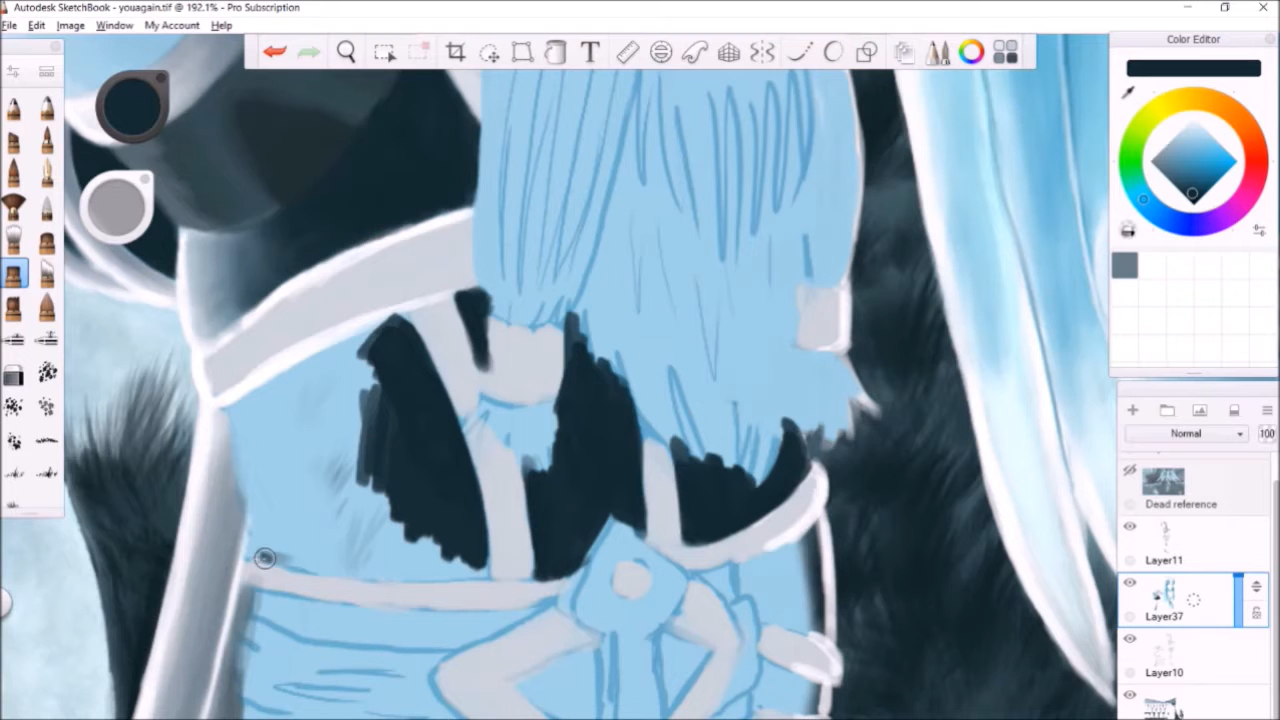 Autodesk SketchBook - youagain.tif @ 192.1% - Pro Subscription
File Edit Image Window My Account Help
T
Color Editor
Normal 100
Dead reference
Layer11
Layer37
Layer10